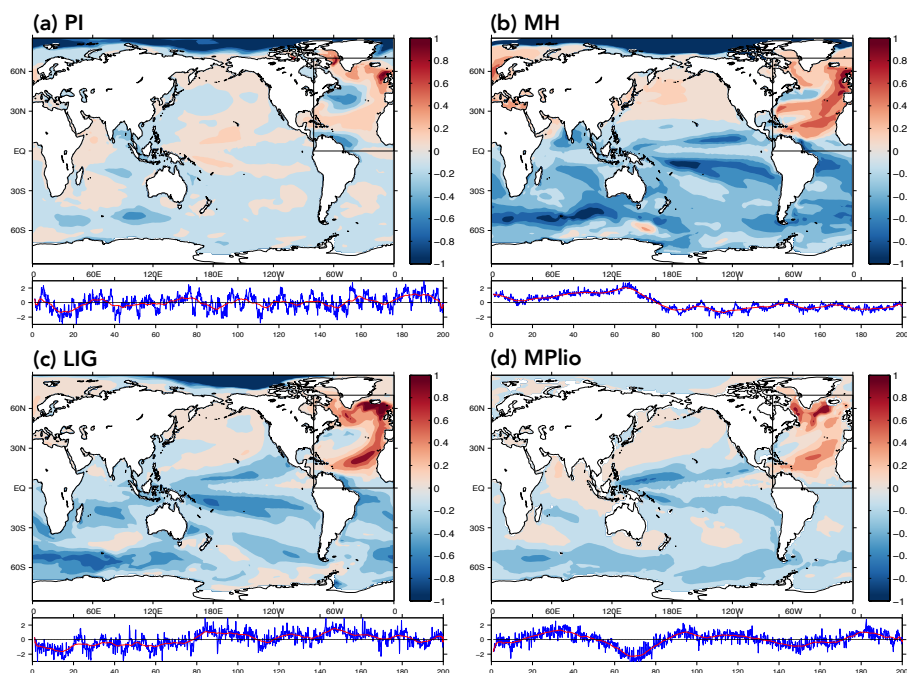 (a) PI
60N
30N
EQ
30S
60S
0 60E 120E 180E 120W 60W 0
1
0.8
0.6
0.4
0.2
0
−0.2
−0.4
−0.6
−0.8
−1
2
0
−2
0 20 40 60 80 100 120 140 160 180 200
(b) MH
60N
30N
EQ
30S
60S
0 60E 120E 180E 120W 60W 0
1
0.8
0.6
0.4
0.2
0
−0.2
−0.4
−0.6
−0.8
−1
2
0
−2
0 20 40 60 80 100 120 140 160 180 200
(c) LIG
60N
30N
EQ
30S
60S
0 60E 120E 180E 120W 60W 0
1
0.8
0.6
0.4
0.2
0
−0.2
−0.4
−0.6
−0.8
−1
2
0
−2
0 20 40 60 80 100 120 140 160 180 200
(d) MPlio
60N
30N
EQ
30S
60S
0 60E 120E 180E 120W 60W 0
1
0.8
0.6
0.4
0.2
0
−0.2
−0.4
−0.6
−0.8
−1
2
0
−2
0 20 40 60 80 100 120 140 160 180 200